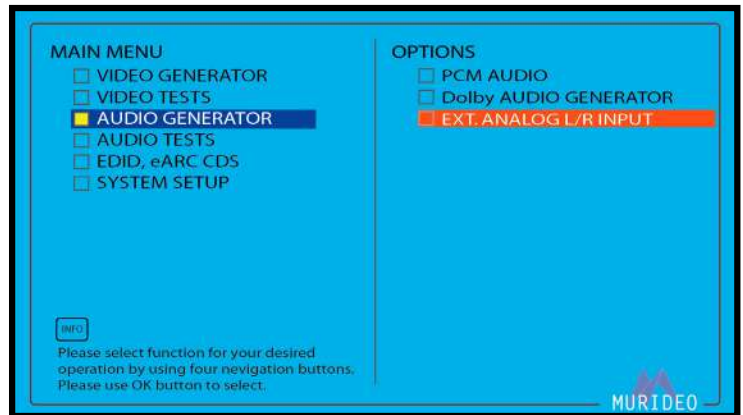 MAIN MENU
VIDEO GENERATOR
VIDEO TESTS
AUDIO GENERATOR
AUDIO TESTS
EDID, eARC CDS
SYSTEM SETUP
OPTIONS
PCM AUDIO
Dolby AUDIO GENERATOR
EXT. ANALOG L/R INPUT
INFO
Please select function for your desired
operation by using four nevigation buttons.
Please use OK button to select.
MURIDEO